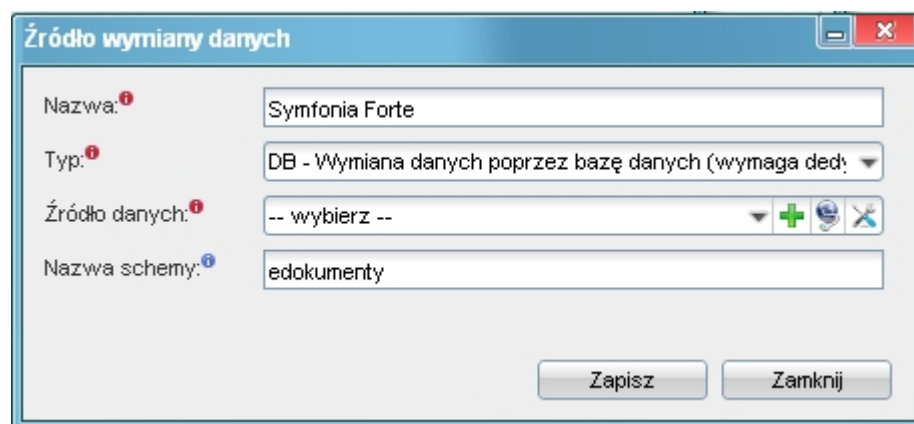 Źródło wymiany danych
Nazwa:
Symfonia Forte
Typ:
DB - Wymiana danych poprzez bazę danych (wymaga
Źródło danych:
-- wybierz --
Nazwa schemy:
edokumenty
Zapisz
Zamknij